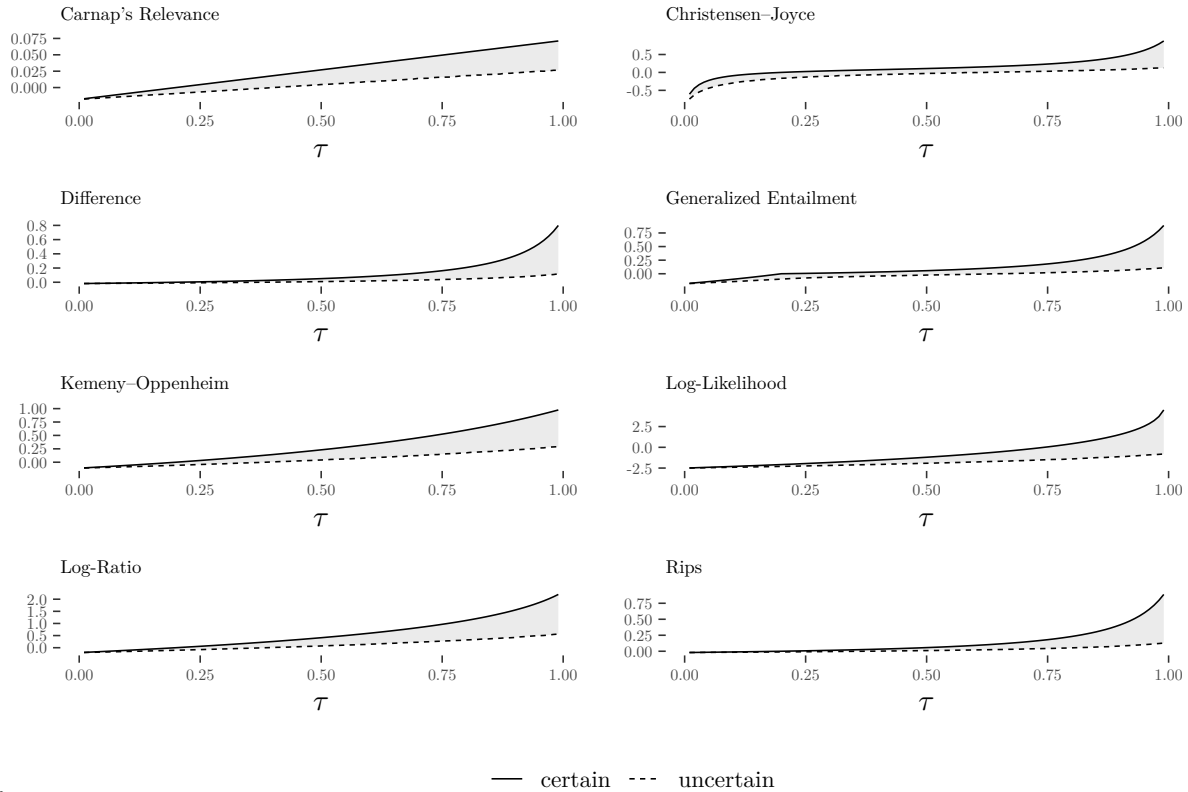 Carnap's Relevance
0.075
0.050
0.025
0.000
0.00 0.25 0.50 0.75 1.00
τ
Christensen–Joyce
0.5
0.0
-0.5
0.00 0.25 0.50 0.75 1.00
τ
Difference
0.8
0.6
0.4
0.2
0.0
0.00 0.25 0.50 0.75 1.00
τ
Generalized Entailment
0.75
0.50
0.25
0.00
0.00 0.25 0.50 0.75 1.00
τ
Kemeny–Oppenheim
1.00
0.75
0.50
0.25
0.00
0.00 0.25 0.50 0.75 1.00
τ
Log-Likelihood
2.5
0.0
-2.5
0.00 0.25 0.50 0.75 1.00
τ
Log-Ratio
2.0
1.5
1.0
0.5
0.0
0.00 0.25 0.50 0.75 1.00
τ
Rips
0.75
0.50
0.25
0.00
0.00 0.25 0.50 0.75 1.00
τ
certain uncertain